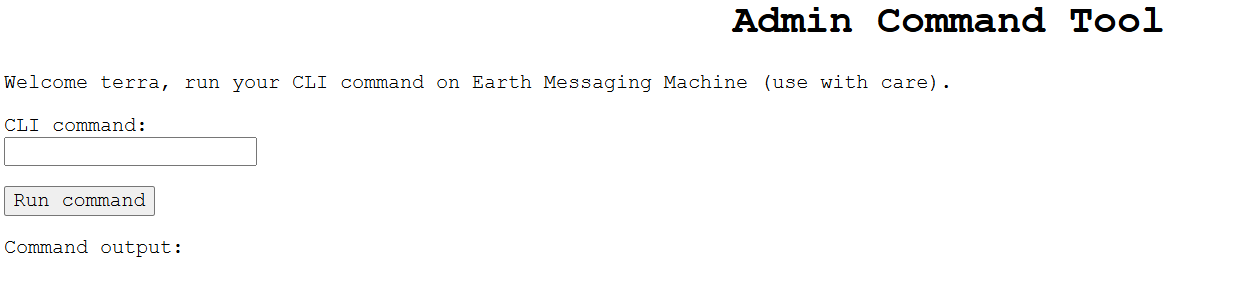 Admin Command Tool
Welcome terra, run your CLI command on Earth Messaging Machine (use with care).
CLI command:
Run command
Command output: